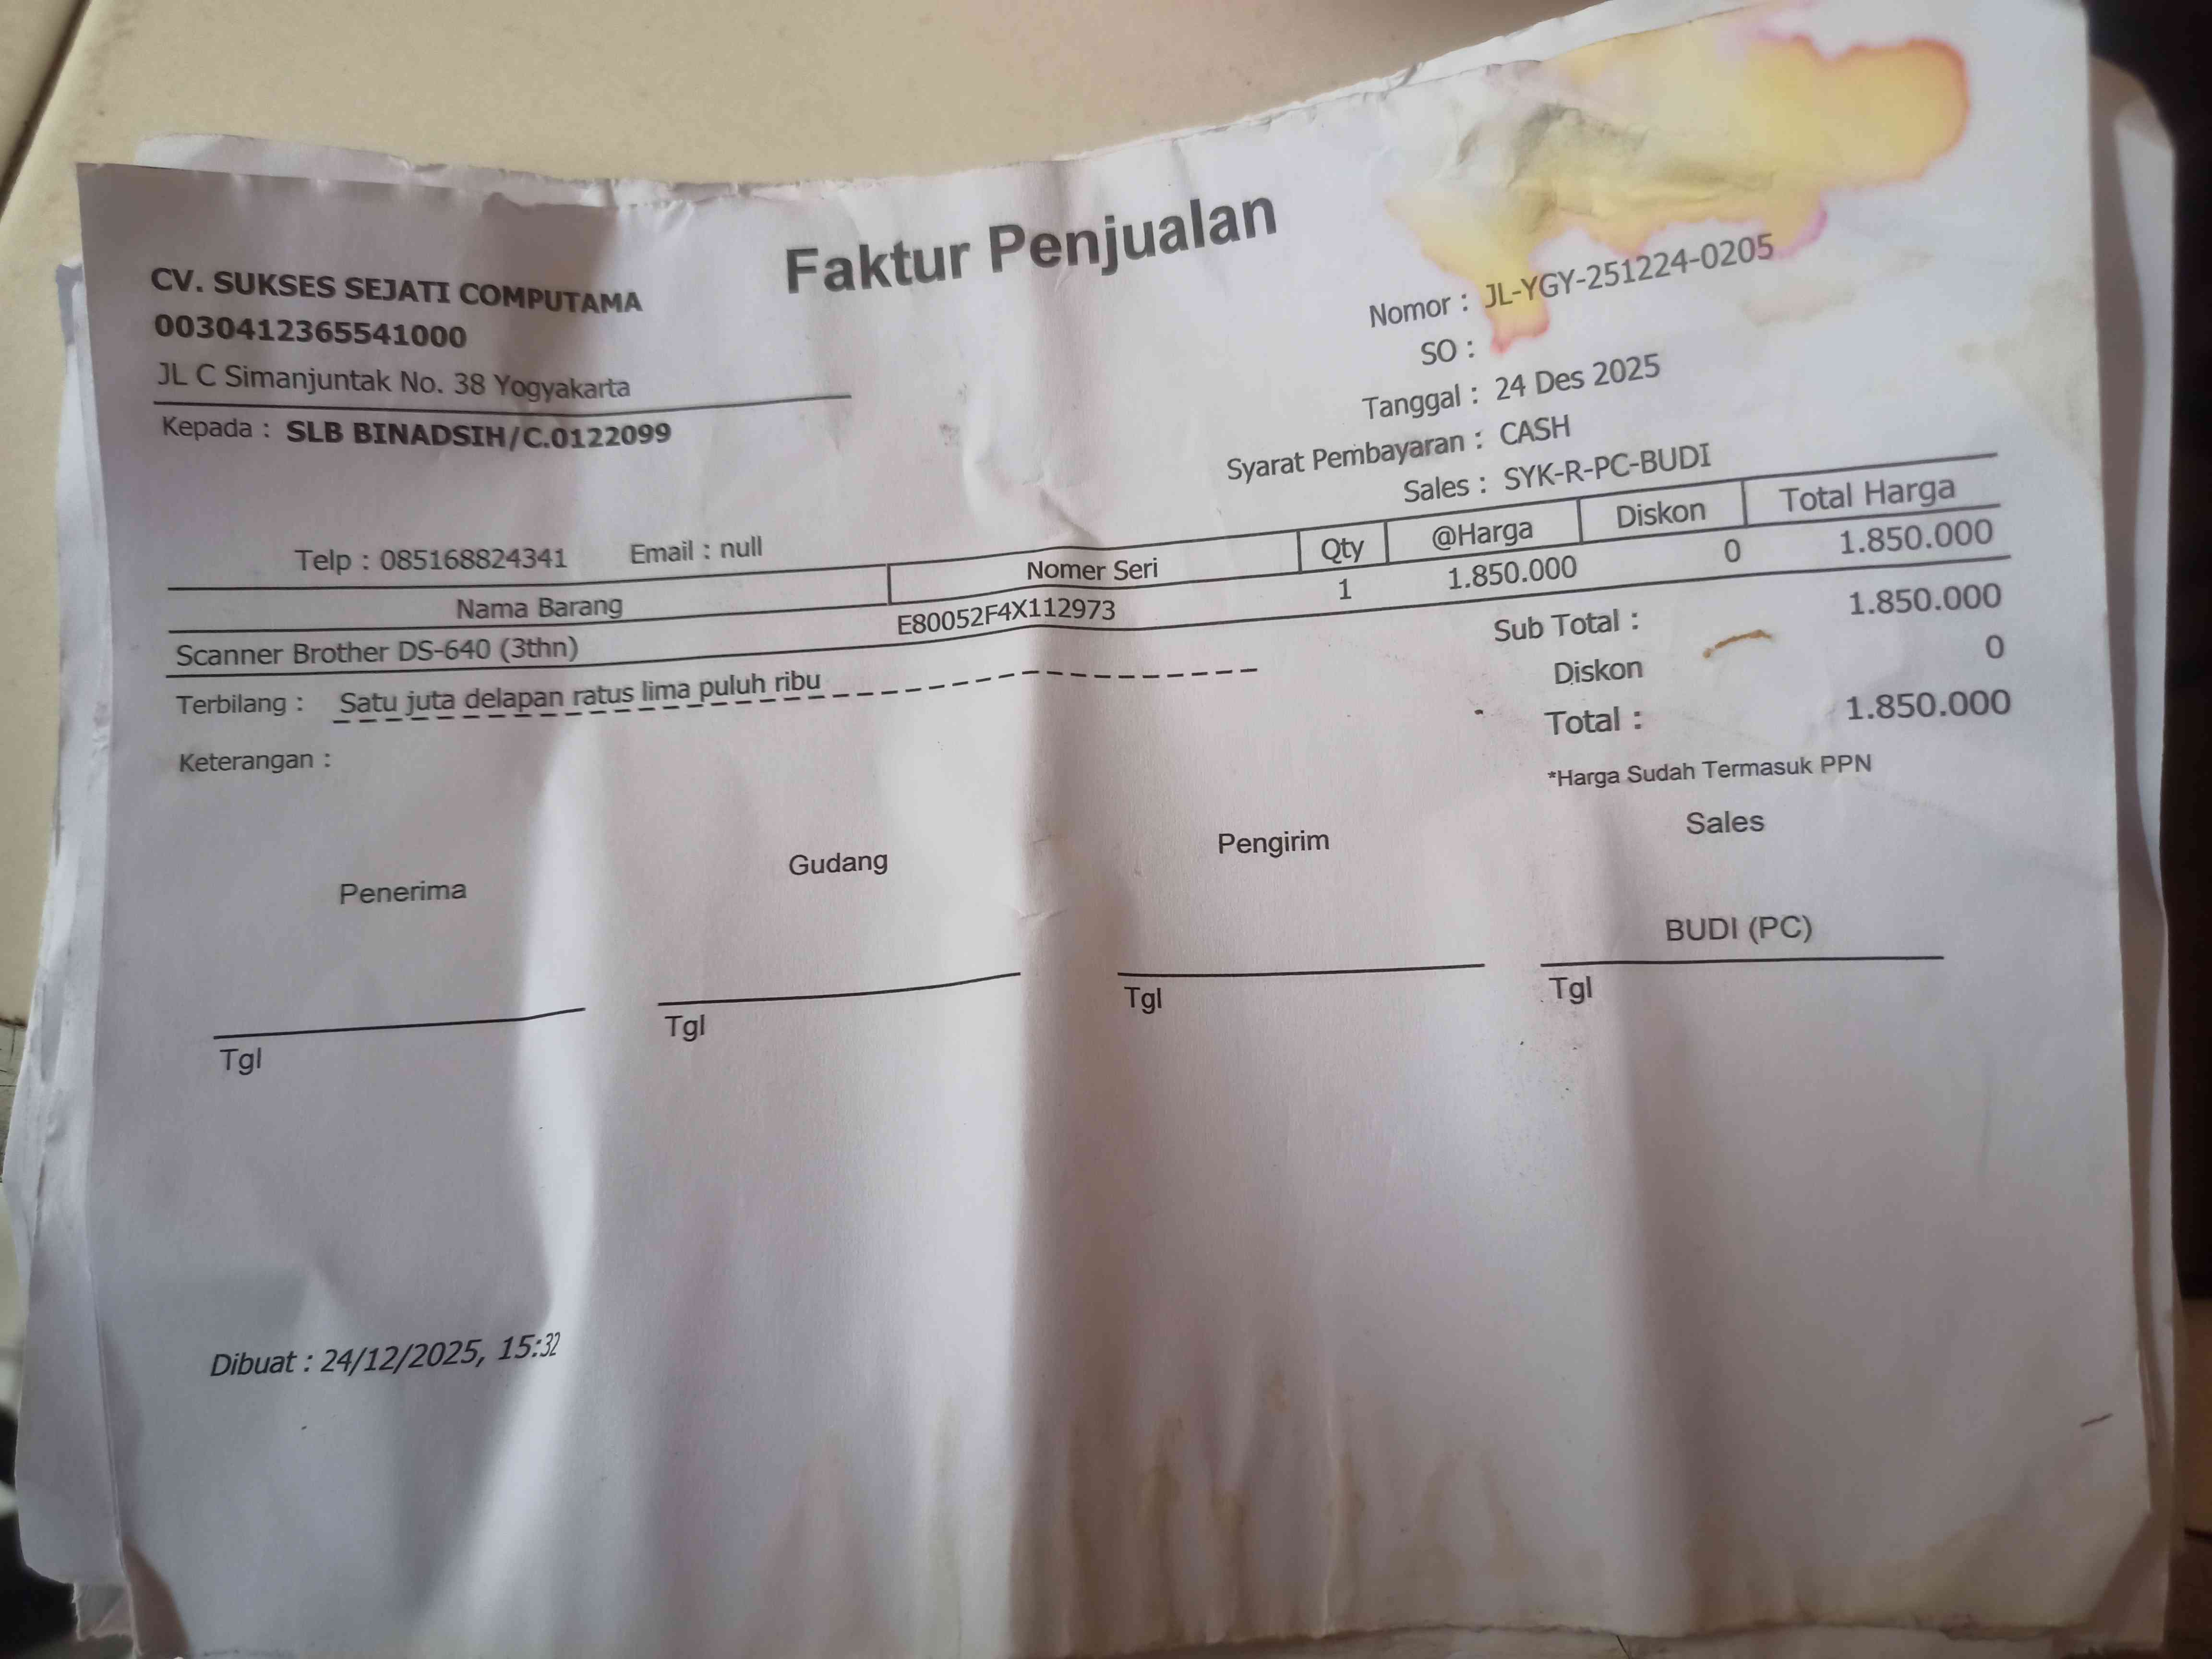 Faktur Penjualan
CV. SUKSES SEJATI COMPUTAMA
0030412365541000
JL C Simanjuntak No. 38 Yogyakarta
Kepada : SLB BINADSIH/C.0122099
Telp : 085168824341 Email : null
Nomor : JL-YGY-251224-0205
SO :
Tanggal : 24 Des 2025
Syarat Pembayaran : CASH
Sales : SYK-R-PC-BUDI
Nama Barang Nomer Seri Qty @Harga Diskon Total Harga
Scanner Brother DS-640 (3thn) E80052F4X112973 1 1.850.000 0 1.850.000
Terbilang : Satu juta delapan ratus lima puluh ribu
Keterangan :
Sub Total : 1.850.000
Diskon 0
Total : 1.850.000
*Harga Sudah Termasuk PPN
Penerima Gudang Pengirim Sales
BUDI (PC)
Tgl Tgl Tgl Tgl
Dibuat : 24/12/2025, 15:32